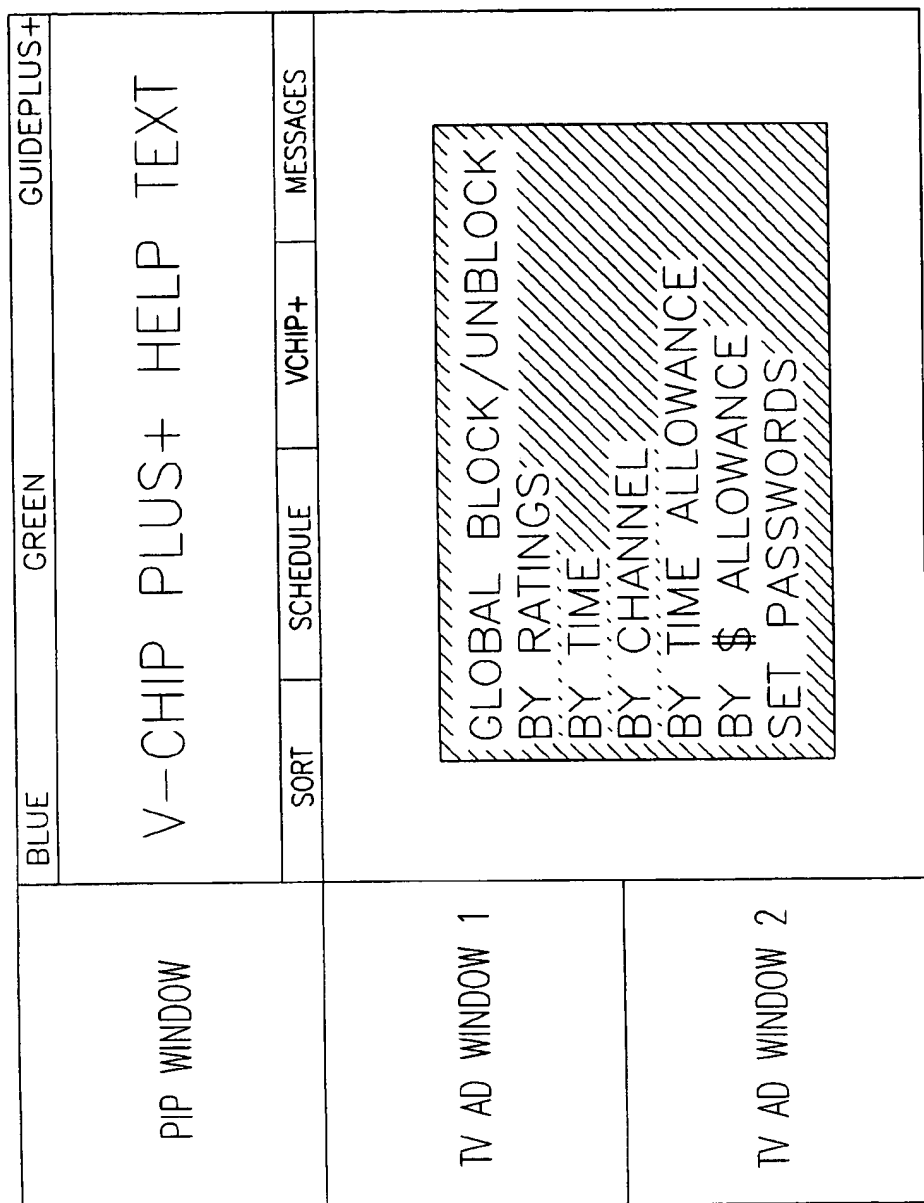 BLUE GREEN GUIDEPLUS+
PIP WINDOW
V-CHIP PLUS+ HELP TEXT
SORT SCHEDULE VCHIP+ MESSAGES
TV AD WINDOW 1
TV AD WINDOW 2
GLOBAL BLOCK/UNBLOCK
BY RATINGS
BY TIME
BY CHANNEL
BY TIME ALLOWANCE
BY $ ALLOWANCE
SET PASSWORDS